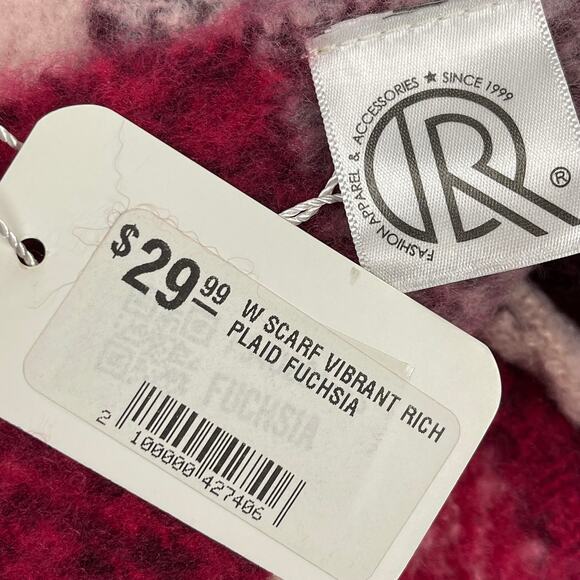 FASHION APPAREL & ACCESSORIES ★ SINCE 1999
R
®
$29.99
W SCARF VIBRANT RICH
PLAID FUCHSIA
FUCHSIA
2 100000 427406